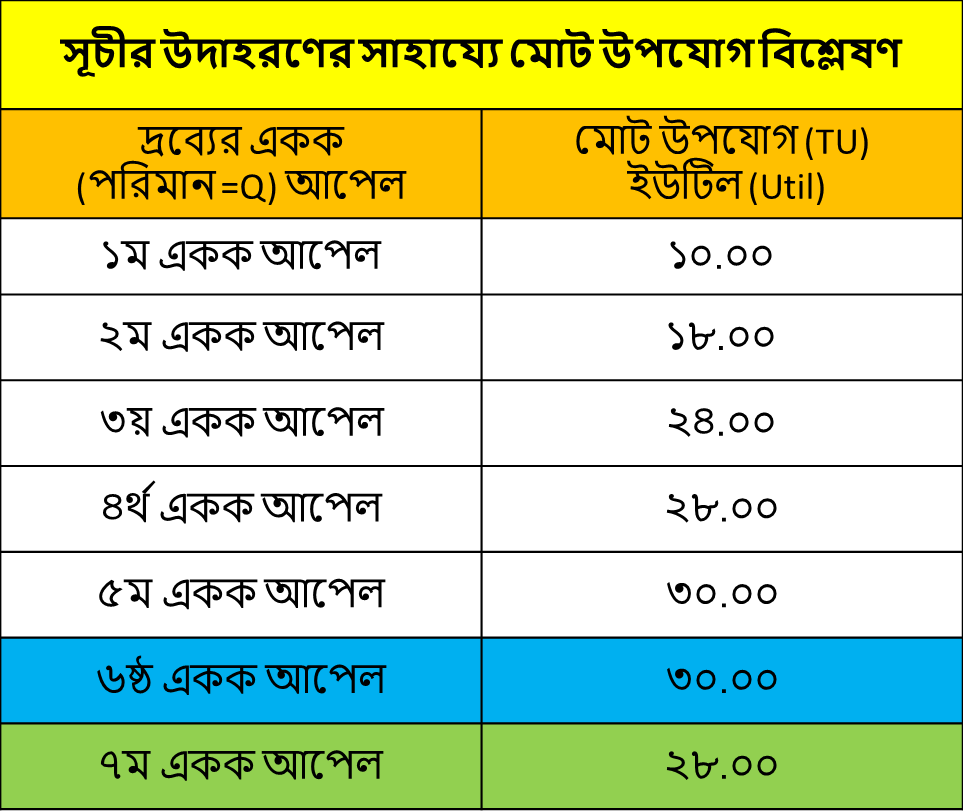 সূচীর উদাহরণের সাহায্যে মোট উপযোগ বিশ্লেষণ
দ্রব্যের একক
(পরিমান =Q) আপেল
মোট উপযোগ (TU)
ইউটিল (Util)
১ম একক আপেল
১০.০০
২ম একক আপেল
১৮.০০
৩য় একক আপেল
২৪.০০
৪র্থ একক আপেল
২৮.০০
৫ম একক আপেল
৩০.০০
৬ষ্ঠ একক আপেল
৩০.০০
৭ম একক আপেল
২৮.০০